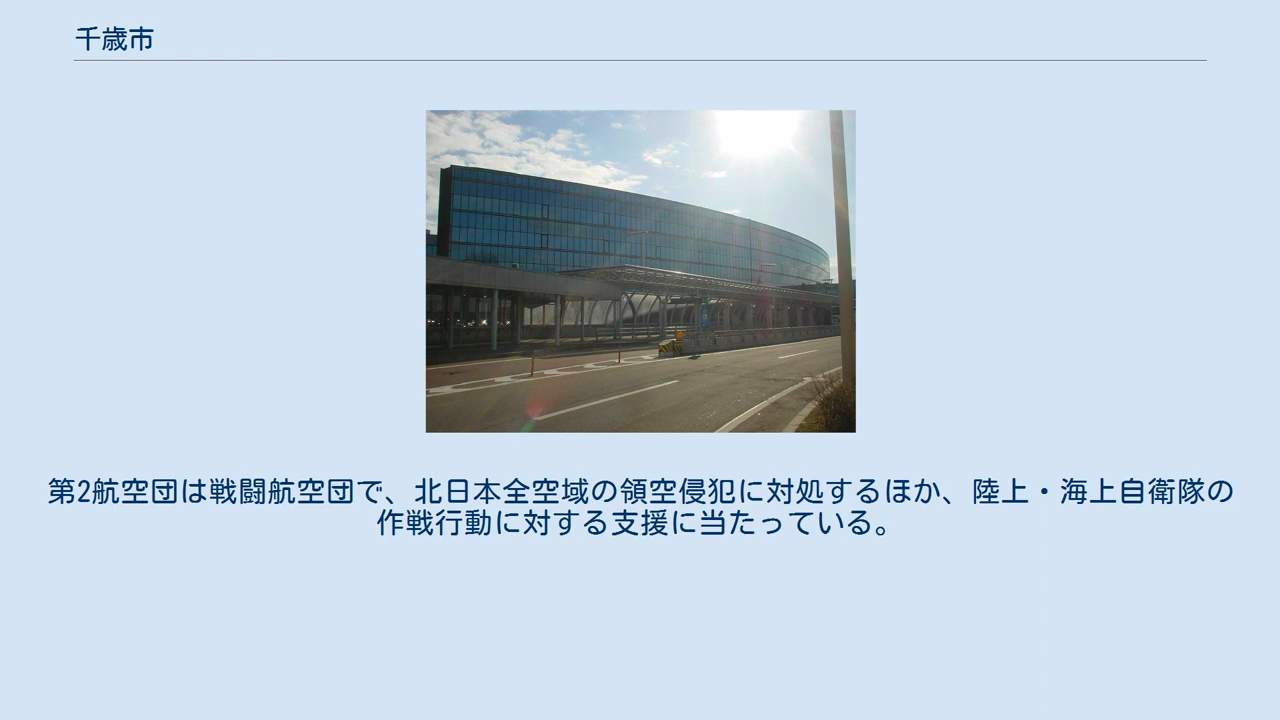 千歳市
第2航空団は戦闘航空団で、北日本全空域の領空侵犯に対処するほか、陸上・海上自衛隊の
作戦行動に対する支援に当たっている。